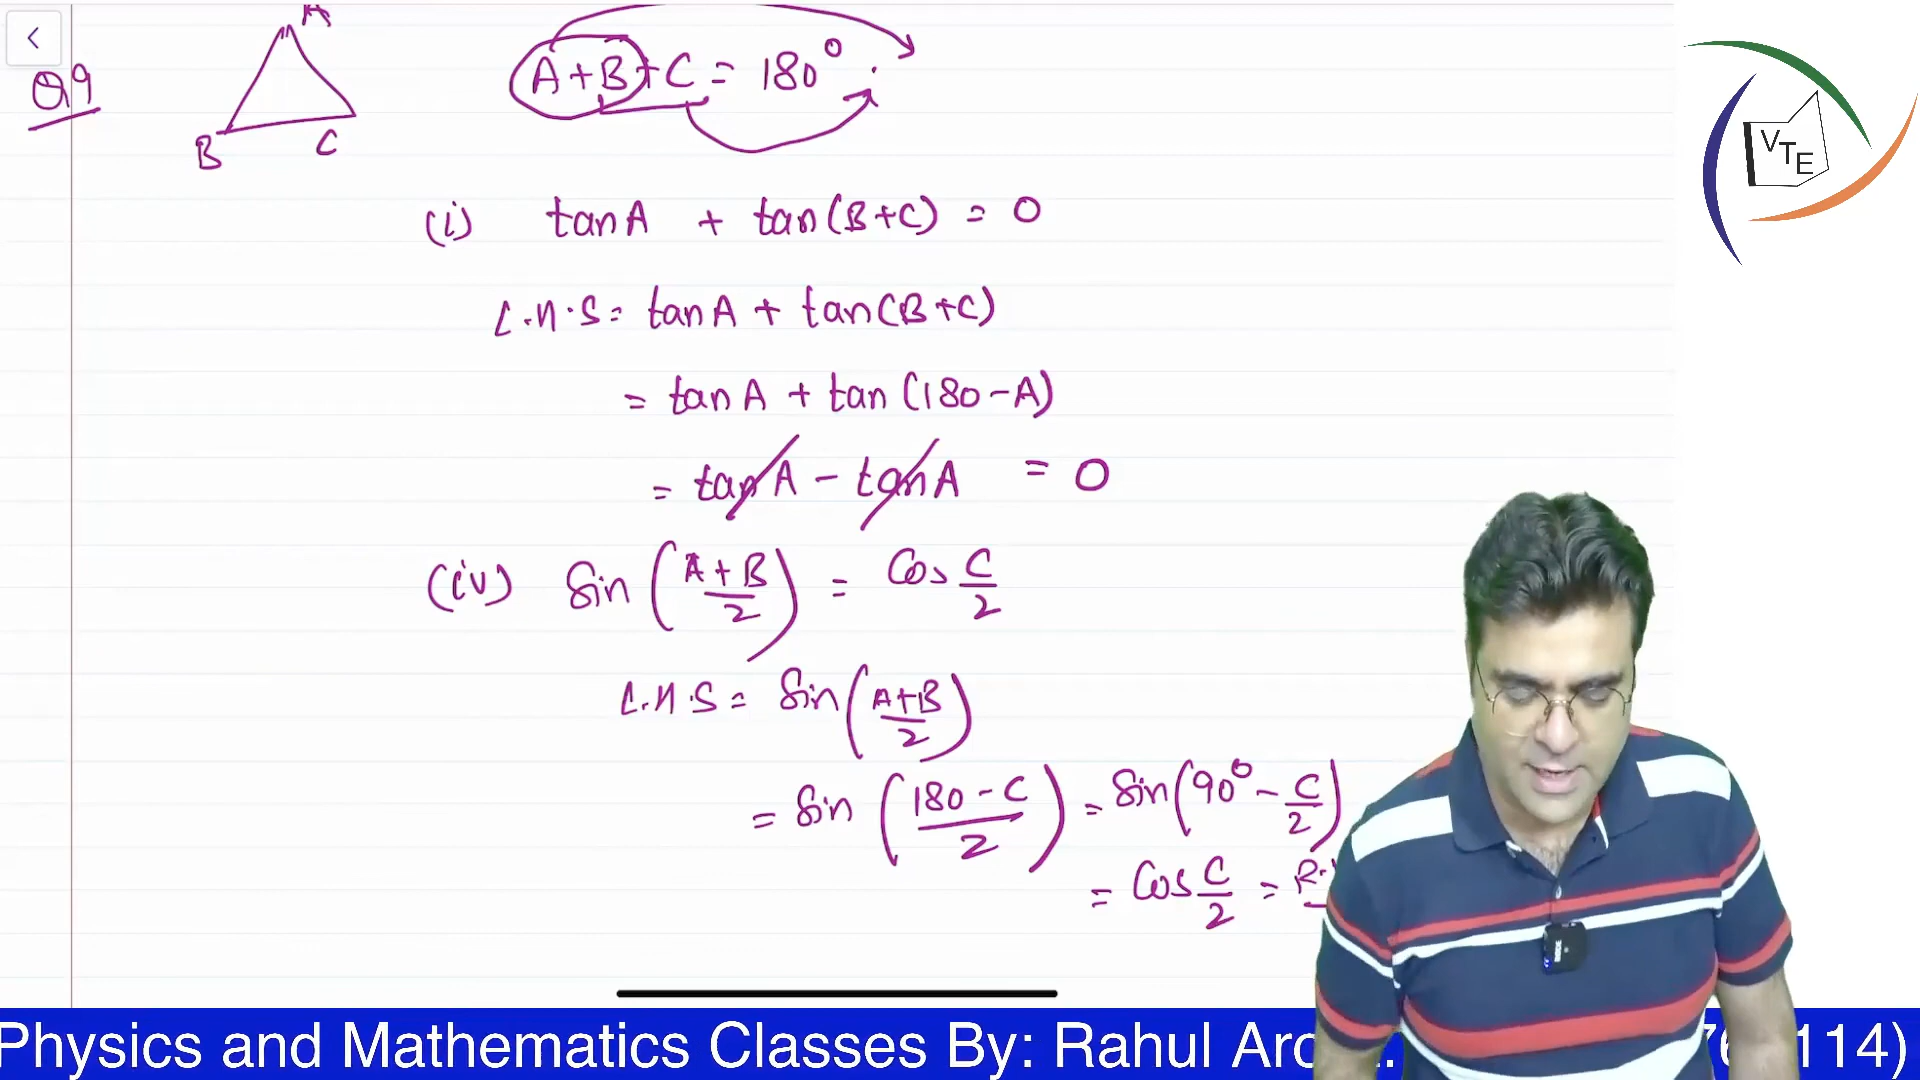 Q9
A
B C
A+B+C = 180°
(i) tan A + tan(B+C) = 0
L.H.S = tan A + tan(B+C)
= tan A + tan (180-A)
= tan A - tan A = 0
(iv) Sin (A+B/2) = Cos C/2
L.H.S = Sin (A+B/2)
= Sin (180-C/2) = Sin(90° - C/2)
= Cos C/2 =
VTE
Physics and Mathematics Classes By: Rahul
114)